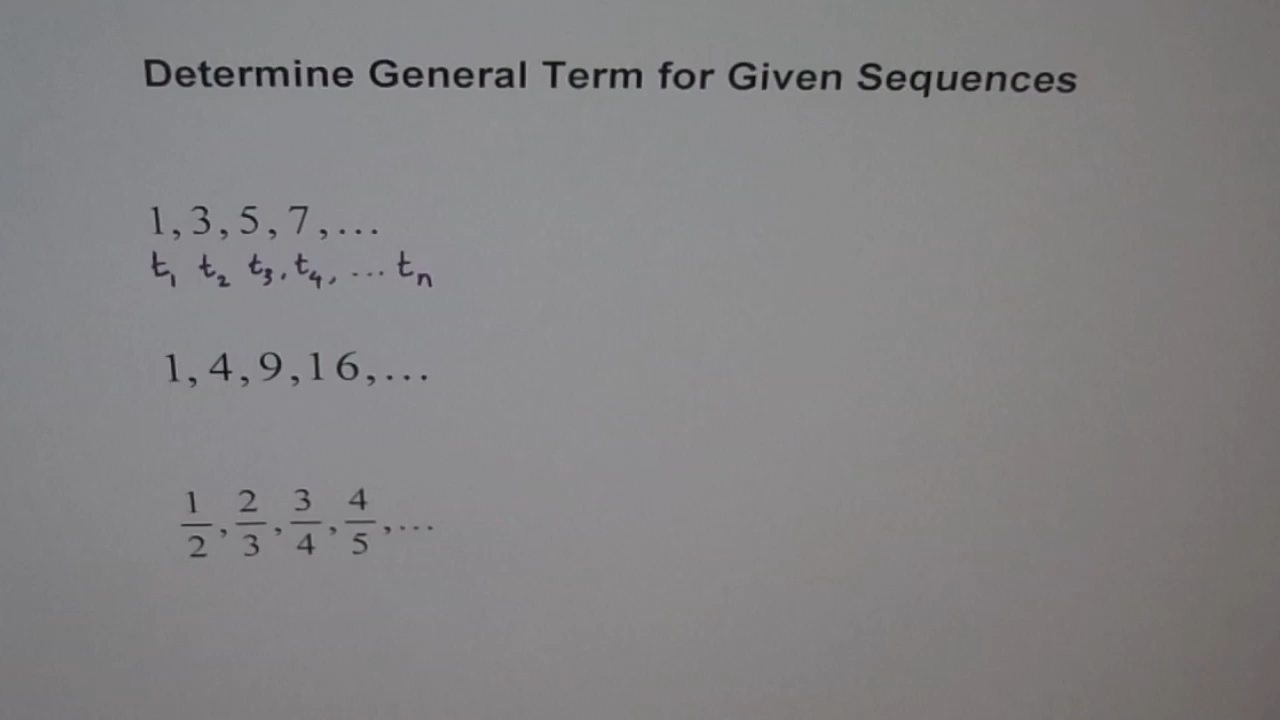 Determine General Term for Given Sequences
1, 3, 5, 7, ...
t₁ t₂ t₃, t₄, ... tₙ
1, 4, 9, 16, ...
1/2, 2/3, 3/4, 4/5, ...